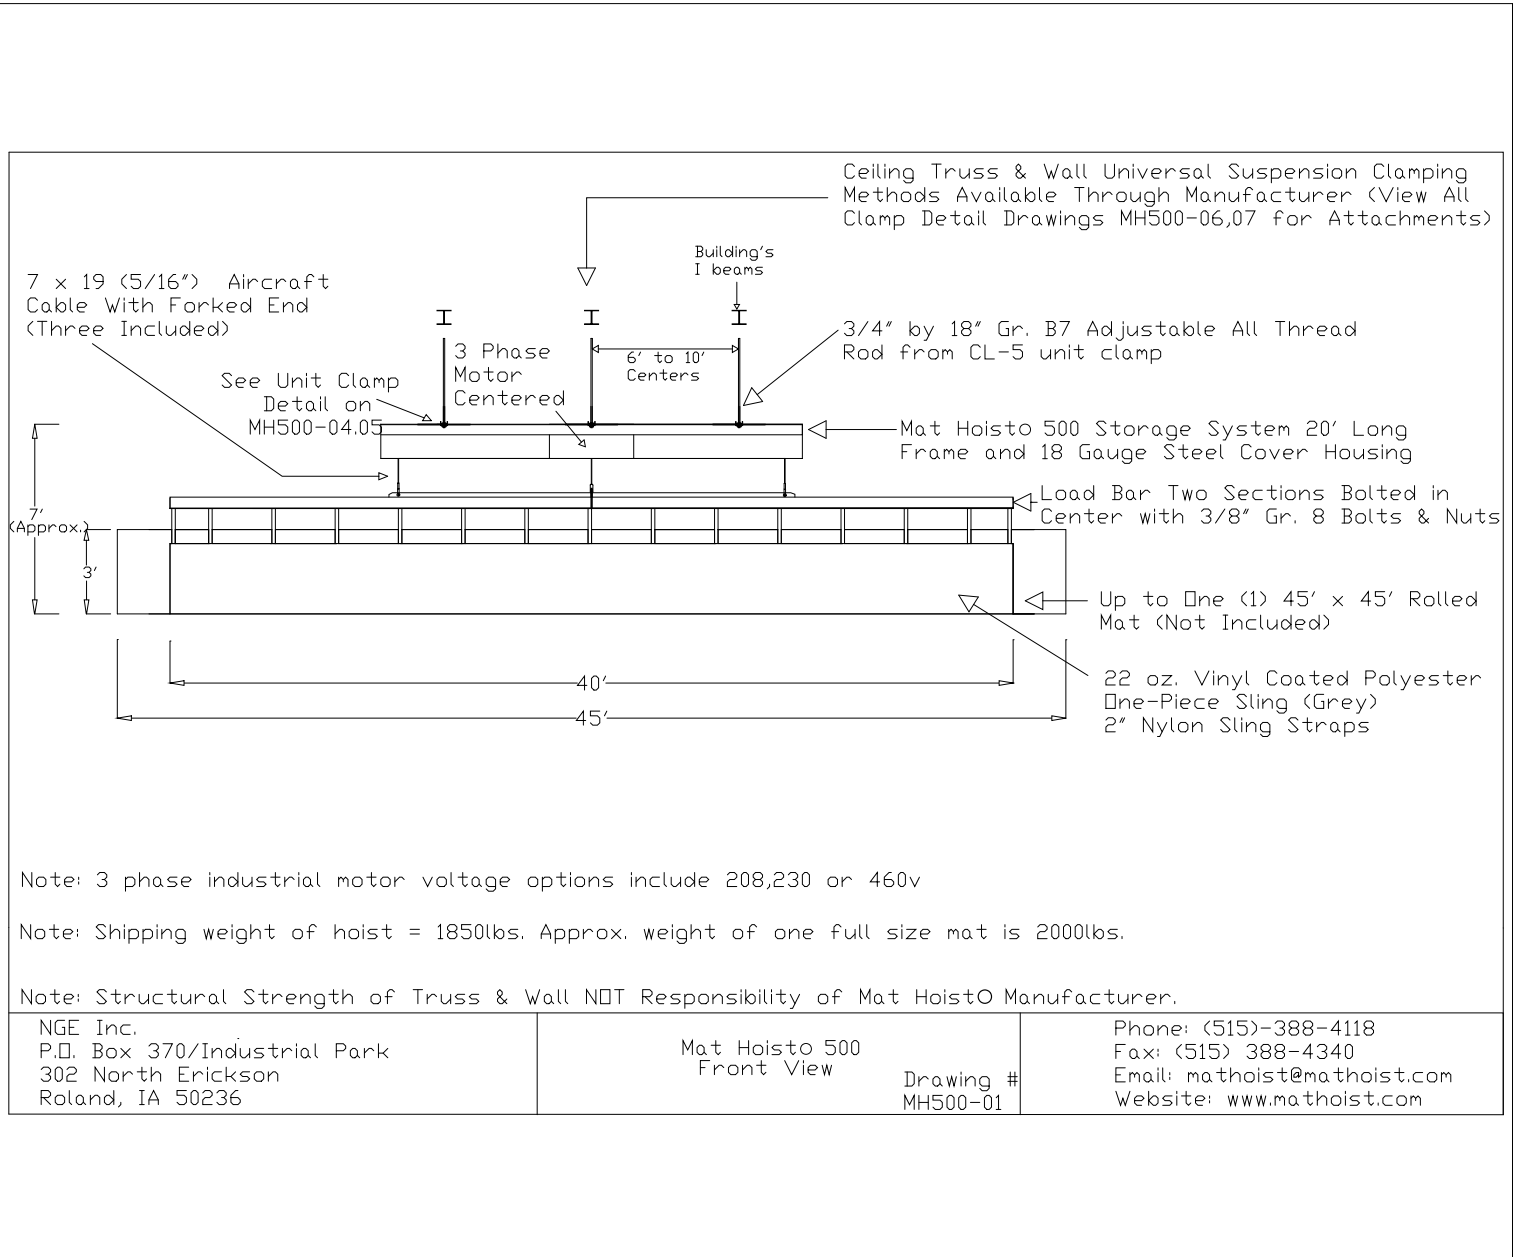 Ceiling Truss & Wall Universal Suspension Clamping
Methods Available Through Manufacturer (View All
Clamp Detail Drawings MH500-06,07 for Attachments)
Building's
I beams
7 x 19 (5/16") Aircraft
Cable With Forked End
(Three Included)
3/4" by 18" Gr. B7 Adjustable All Thread
Rod from CL-5 unit clamp
3 Phase
Motor
Centered
6' to 10'
Centers
See Unit Clamp
Detail on
MH500-04.05
Mat HoistO 500 Storage System 20' Long
Frame and 18 Gauge Steel Cover Housing
Load Bar Two Sections Bolted in
Center with 3/8" Gr. 8 Bolts & Nuts
7'
(Approx.)
3'
Up to One (1) 45' x 45' Rolled
Mat (Not Included)
22 oz. Vinyl Coated Polyester
One-Piece Sling (Grey)
2" Nylon Sling Straps
40'
45'
Note: 3 phase industrial motor voltage options include 208,230 or 460v
Note: Shipping weight of hoist = 1850lbs. Approx. weight of one full size mat is 2000lbs.
Note: Structural Strength of Truss & Wall NOT Responsibility of Mat HoistO Manufacturer.
NGE Inc.
P.O. Box 370/Industrial Park
302 North Erickson
Roland, IA 50236
Mat HoistO 500
Front View
Drawing #
MH500-01
Phone: (515)-388-4118
Fax: (515) 388-4340
Email: mathoist@mathoist.com
Website: www.mathoist.com